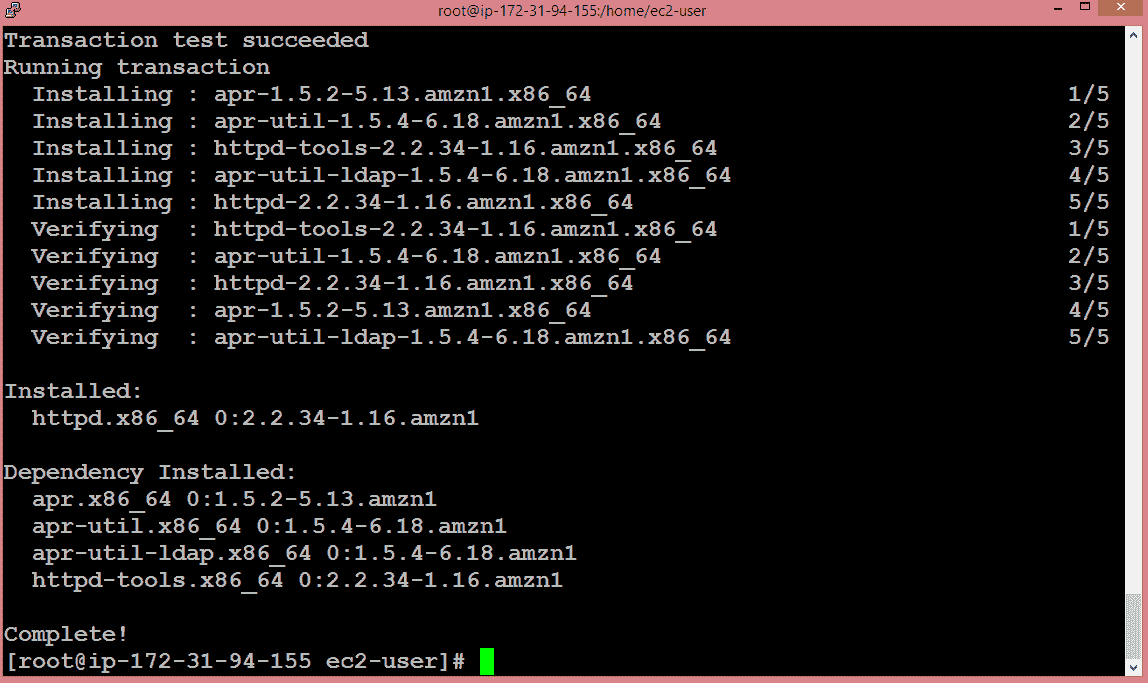 root@ip-172-31-94-155:/home/ec2-user
Transaction test succeeded
Running transaction
  Installing : apr-1.5.2-5.13.amzn1.x86_64 1/5
  Installing : apr-util-1.5.4-6.18.amzn1.x86_64 2/5
  Installing : httpd-tools-2.2.34-1.16.amzn1.x86_64 3/5
  Installing : apr-util-ldap-1.5.4-6.18.amzn1.x86_64 4/5
  Installing : httpd-2.2.34-1.16.amzn1.x86_64 5/5
  Verifying  : httpd-tools-2.2.34-1.16.amzn1.x86_64 1/5
  Verifying  : apr-util-1.5.4-6.18.amzn1.x86_64 2/5
  Verifying  : httpd-2.2.34-1.16.amzn1.x86_64 3/5
  Verifying  : apr-1.5.2-5.13.amzn1.x86_64 4/5
  Verifying  : apr-util-ldap-1.5.4-6.18.amzn1.x86_64 5/5
Installed:
  httpd.x86_64 0:2.2.34-1.16.amzn1
Dependency Installed:
  apr.x86_64 0:1.5.2-5.13.amzn1
  apr-util.x86_64 0:1.5.4-6.18.amzn1
  apr-util-ldap.x86_64 0:1.5.4-6.18.amzn1
  httpd-tools.x86_64 0:2.2.34-1.16.amzn1
Complete!
[root@ip-172-31-94-155 ec2-user]#